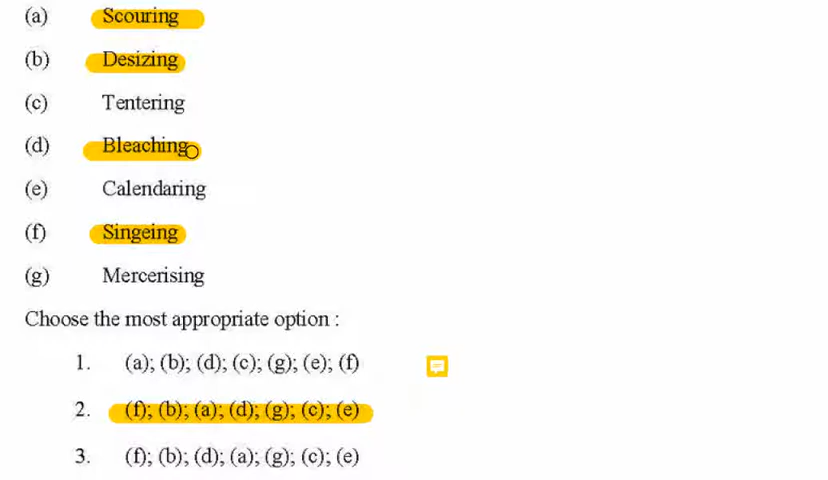 (a) Scouring
(b) Desizing
(c) Tentering
(d) Bleaching
(e) Calendaring
(f) Singeing
(g) Mercerising
Choose the most appropriate option :
1. (a); (b); (d); (c); (g); (e); (f)
2. (f); (b); (a); (d); (g); (c); (e)
3. (f); (b); (d); (a); (g); (c); (e)